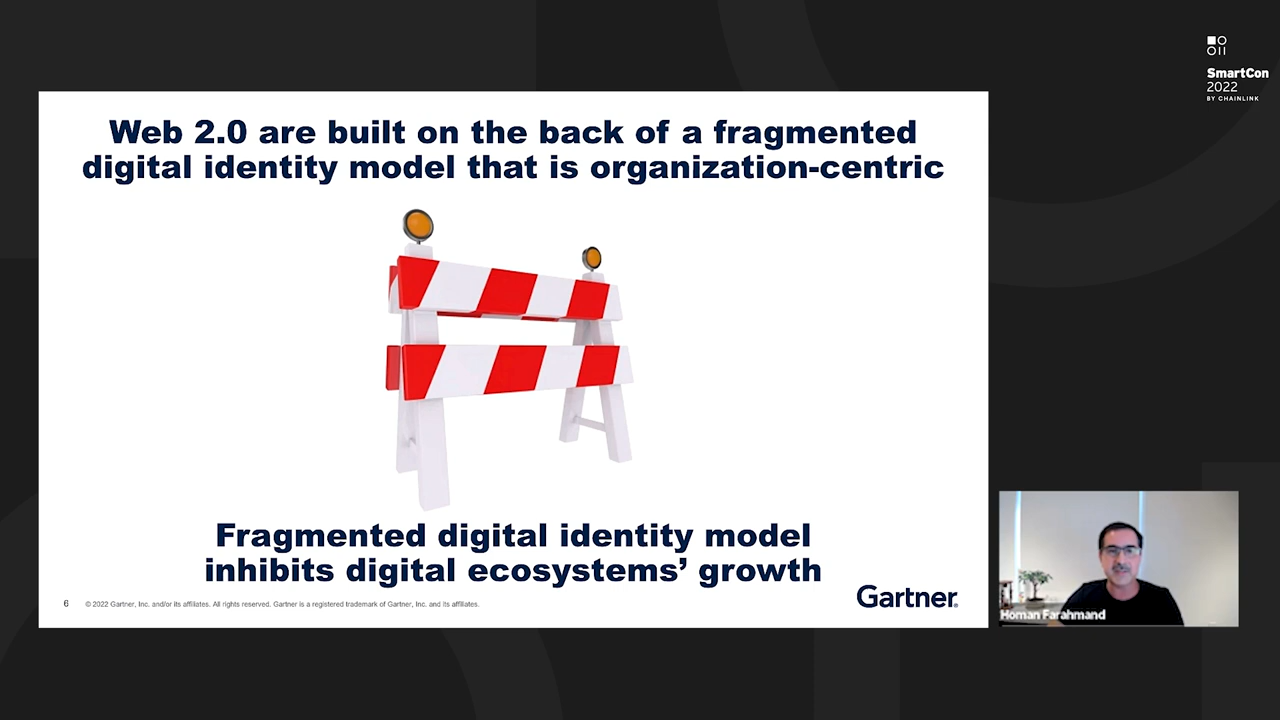 SmartCon
2022
BY CHAINLINK
Web 2.0 are built on the back of a fragmented
digital identity model that is organization-centric
Fragmented digital identity model
inhibits digital ecosystems’ growth
6 © 2022 Gartner, Inc. and/or its affiliates. All rights reserved. Gartner is a registered trademark of Gartner, Inc. and its affiliates.
Gartner®
Homan Farahmand